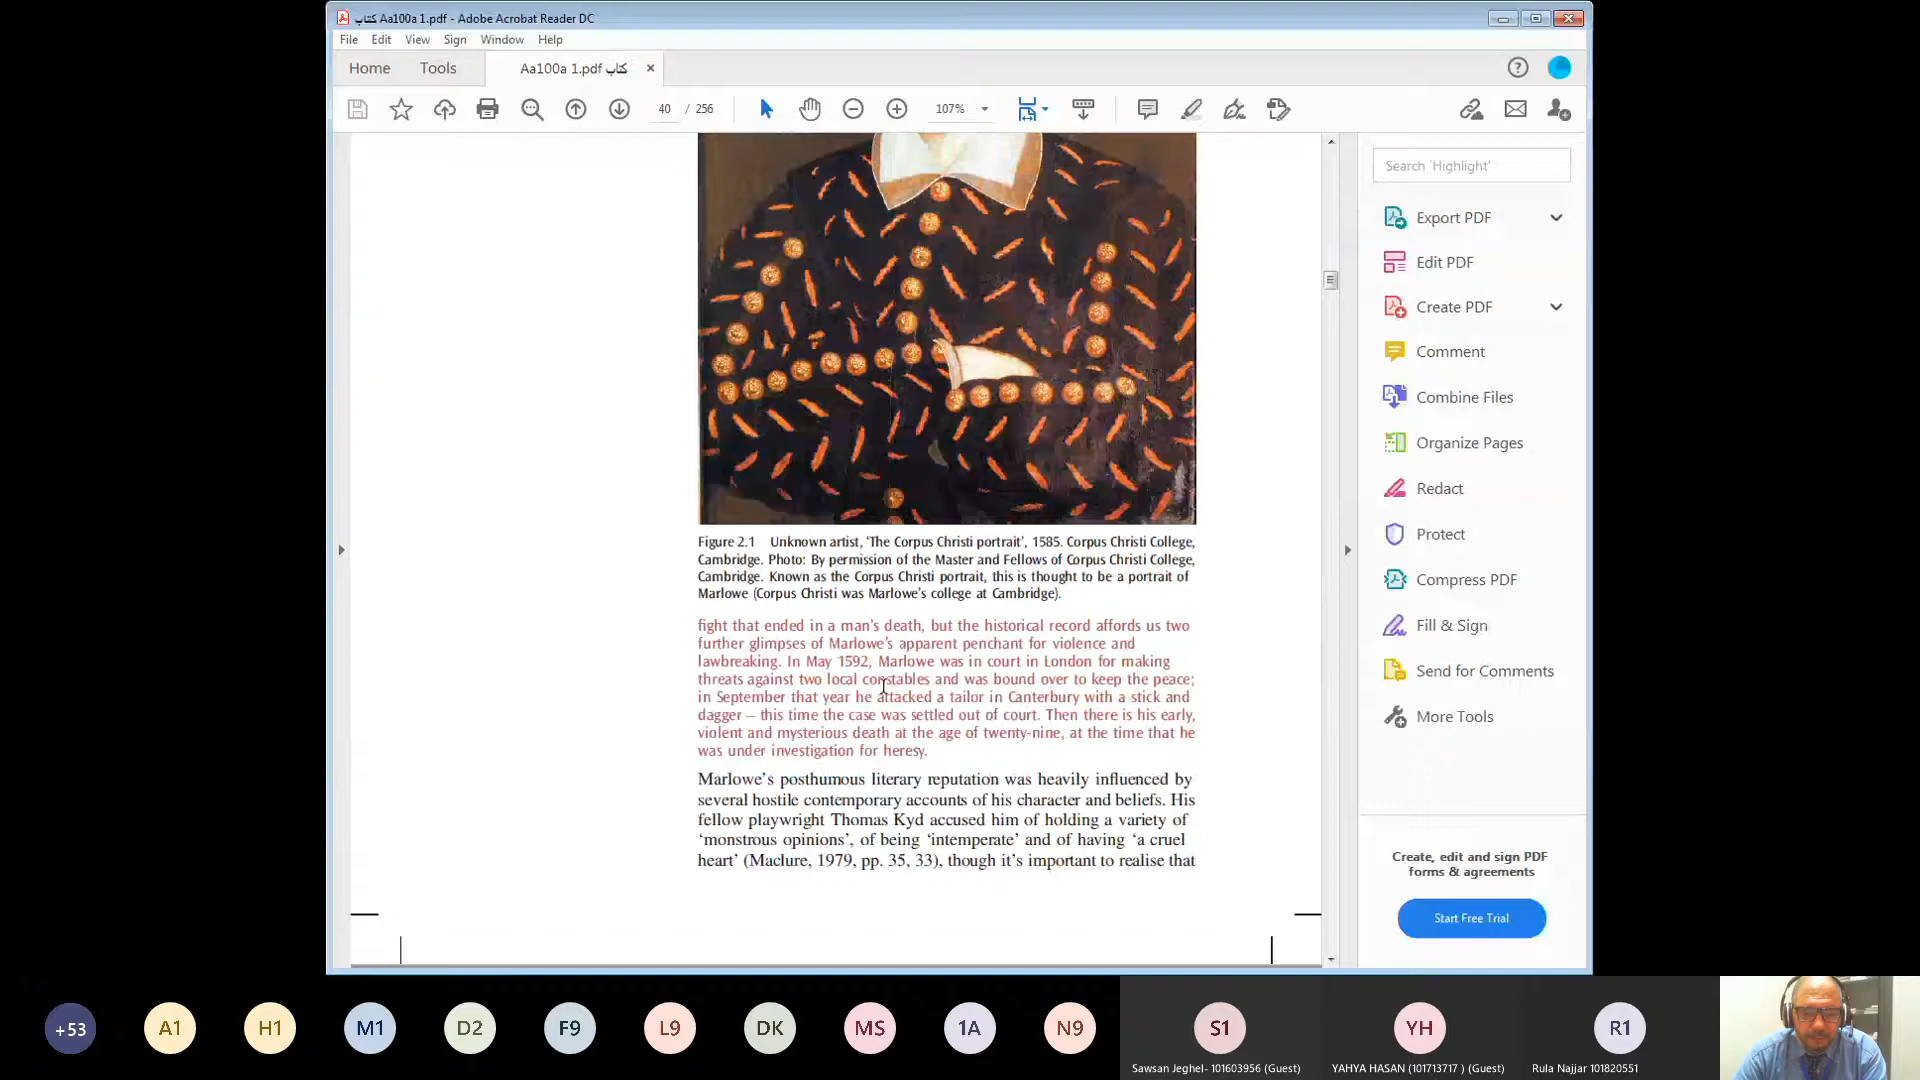 كتاب Aa100a 1.pdf - Adobe Acrobat Reader DC
File Edit View Sign Window Help
Home Tools Aa100a 1.pdf كتاب
40 / 256 107%
Search 'Highlight'
Export PDF
Edit PDF
Create PDF
Comment
Combine Files
Organize Pages
Redact
Protect
Compress PDF
Fill & Sign
Send for Comments
More Tools
Create, edit and sign PDF
forms & agreements
Start Free Trial
Figure 2.1 Unknown artist, 'The Corpus Christi portrait', 1585. Corpus Christi College,
Cambridge. Photo: By permission of the Master and Fellows of Corpus Christi College,
Cambridge. Known as the Corpus Christi portrait, this is thought to be a portrait of
Marlowe (Corpus Christi was Marlowe's college at Cambridge).
fight that ended in a man's death, but the historical record affords us two
further glimpses of Marlowe's apparent penchant for violence and
lawbreaking. In May 1592, Marlowe was in court in London for making
threats against two local constables and was bound over to keep the peace;
in September that year he attacked a tailor in Canterbury with a stick and
dagger – this time the case was settled out of court. Then there is his early,
violent and mysterious death at the age of twenty-nine, at the time that he
was under investigation for heresy.
Marlowe's posthumous literary reputation was heavily influenced by
several hostile contemporary accounts of his character and beliefs. His
fellow playwright Thomas Kyd accused him of holding a variety of
'monstrous opinions', of being 'intemperate' and of having 'a cruel
heart' (Maclure, 1979, pp. 35, 33), though it's important to realise that
+53 A1 H1 M1 D2 F9 L9 DK MS 1A N9 S1 YH R1
Sawsan Jeghel- 101603956 (Guest) YAHYA HASAN (101713717 ) (Guest) Rula Najjar 101820551